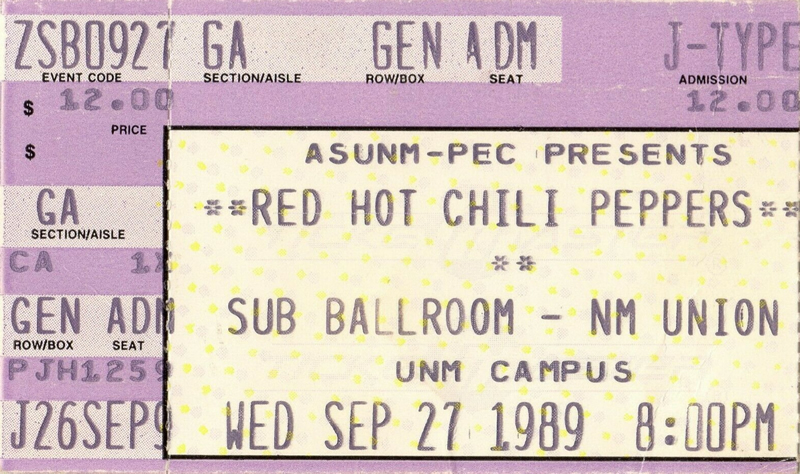 ZSB0927 GA GEN ADM J-TYPE
EVENT CODE SECTION/AISLE ROW/BOX SEAT ADMISSION
$ 12.00 12.00
PRICE
$
ASUNM-PEC PRESENTS
GA **RED HOT CHILI PEPPERS**
SECTION/AISLE
CA 1X **
GEN ADM SUB BALLROOM - NM UNION
ROW/BOX SEAT
PJH1259 UNM CAMPUS
J26SEP9 WED SEP 27 1989 8:00PM